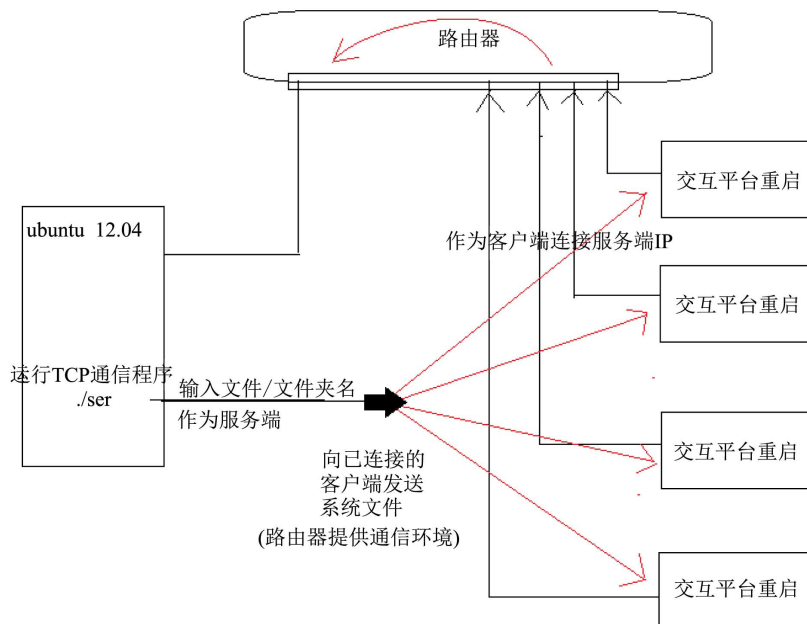 路由器
交互平台重启
ubuntu 12.04
作为客户端连接服务端IP
交互平台重启
运行TCP通信程序
./ser
输入文件/文件夹名
作为服务端
交互平台重启
向已连接的
客户端发送
系统文件
(路由器提供通信环境)
交互平台重启